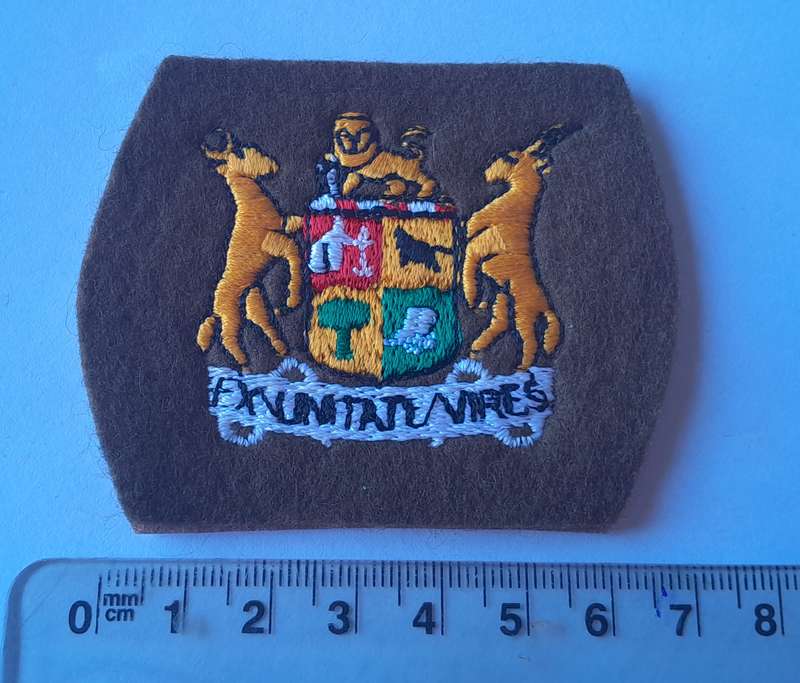 EX UNITATE VIRES
0 mm 1 2 3 4 5 6 7 8
cm